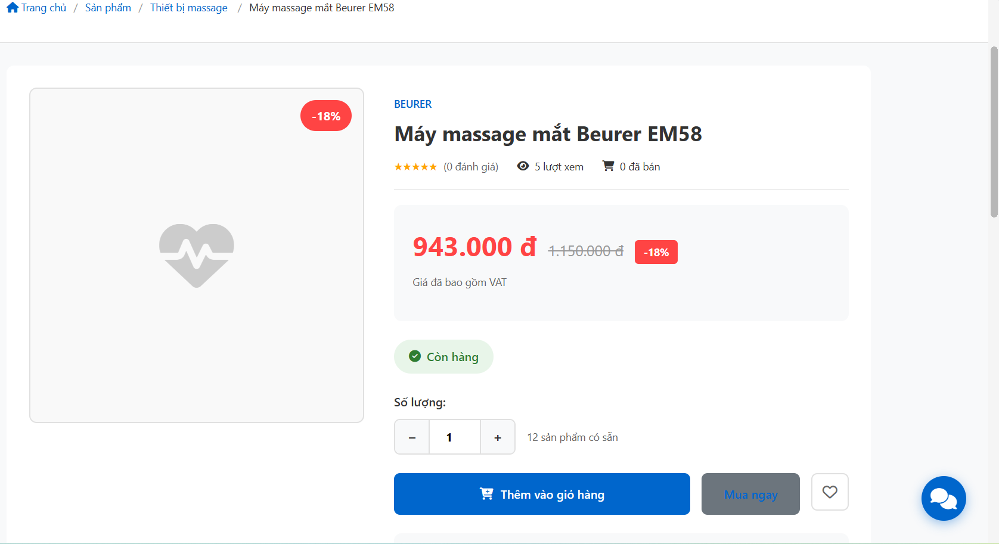 Trang chủ / Sản phẩm / Thiết bị massage / Máy massage mắt Beurer EM58
-18%
BEURER
Máy massage mắt Beurer EM58
★★★★★ (0 đánh giá) 5 lượt xem 0 đã bán
943.000 đ 1.150.000 đ -18%
Giá đã bao gồm VAT
Còn hàng
Số lượng:
− 1 + 12 sản phẩm có sẵn
Thêm vào giỏ hàng Mua ngay